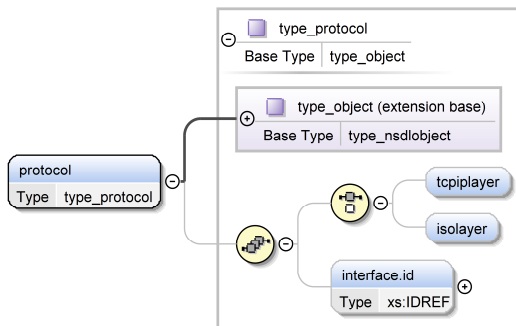 type_protocol
Base Type type_object
type_object (extension base)
Base Type type_nsdlobject
protocol
Type type_protocol
tcpiplayer
isolayer
interface.id
Type xs:IDREF